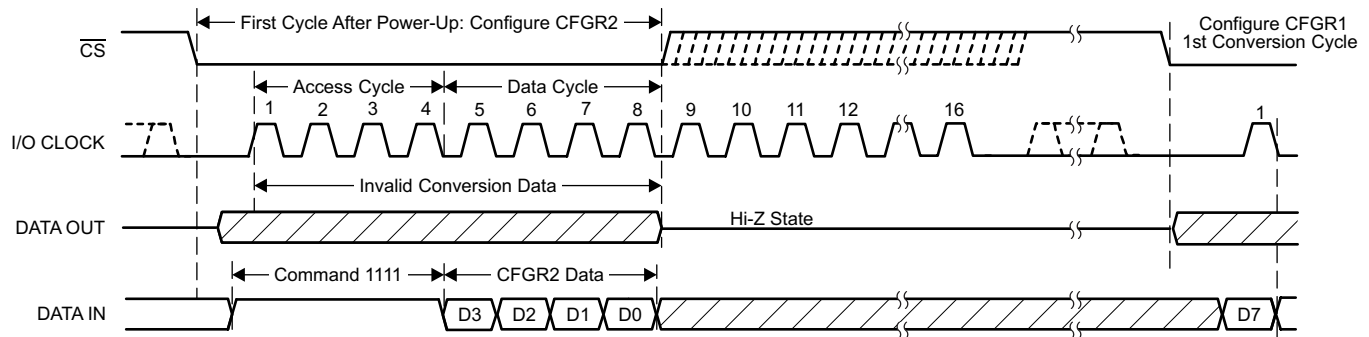 First Cycle After Power-Up: Configure CFGR2
Configure CFGR1
1st Conversion Cycle
CS
Access Cycle
Data Cycle
1 2 3 4 5 6 7 8 9 10 11 12 16 1
I/O CLOCK
Invalid Conversion Data
DATA OUT
Hi-Z State
Command 1111
CFGR2 Data
DATA IN
D3 D2 D1 D0 D7